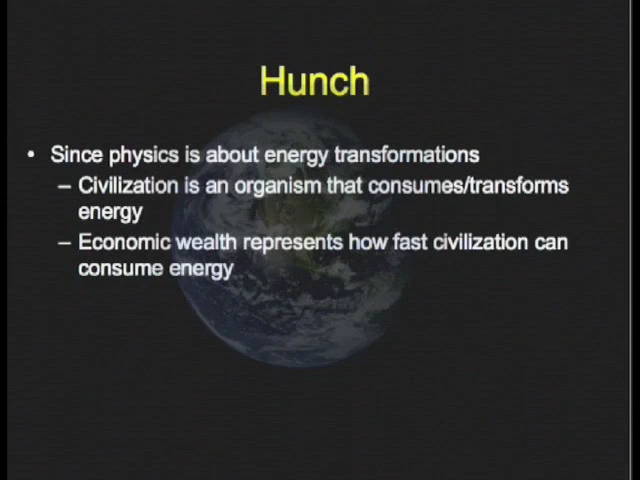 Hunch
• Since physics is about energy transformations
– Civilization is an organism that consumes/transforms
energy
– Economic wealth represents how fast civilization can
consume energy